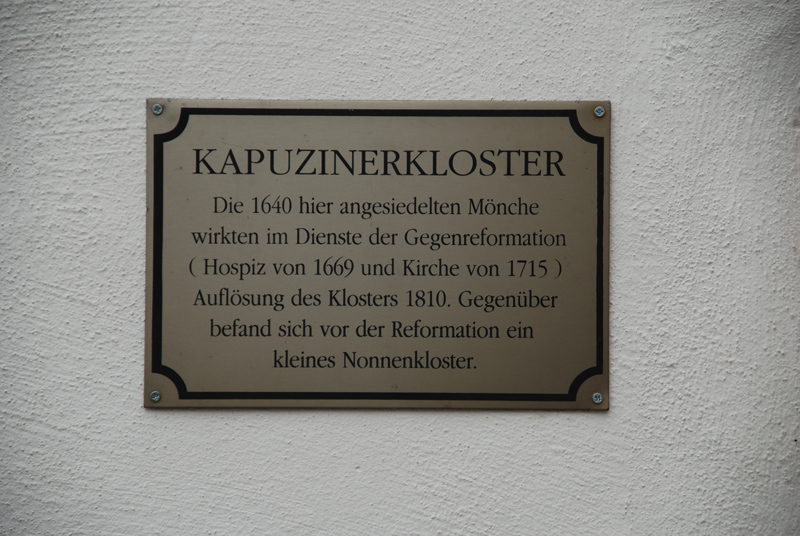 KAPUZINERKLOSTER
Die 1640 hier angesiedelten Mönche
wirkten im Dienste der Gegenreformation
( Hospiz von 1669 und Kirche von 1715 )
Auflösung des Klosters 1810. Gegenüber
befand sich vor der Reformation ein
kleines Nonnenkloster.